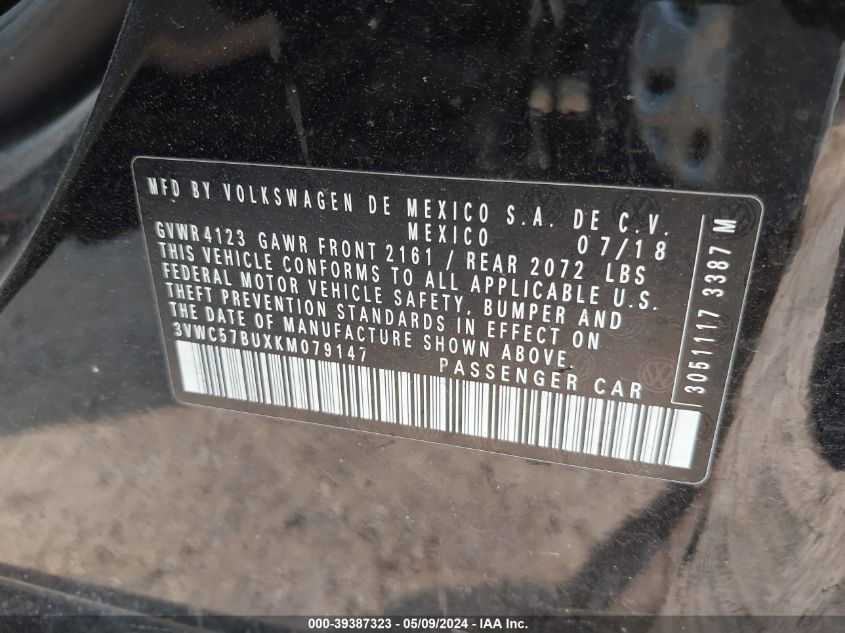 MFD BY VOLKSWAGEN DE MEXICO S.A. DE C.V.
MEXICO 07/18
GVWR4123 GAWR FRONT 2161 / REAR 2072 LBS
THIS VEHICLE CONFORMS TO ALL APPLICABLE U.S.
FEDERAL MOTOR VEHICLE SAFETY, BUMPER AND
THEFT PREVENTION STANDARDS IN EFFECT ON
THE DATE OF MANUFACTURE SHOWN ABOVE.
3VWC57BUXKM079147 PASSENGER CAR
3051117 3387 M
000-39387323 / 05/09/2024 - IAA Inc.